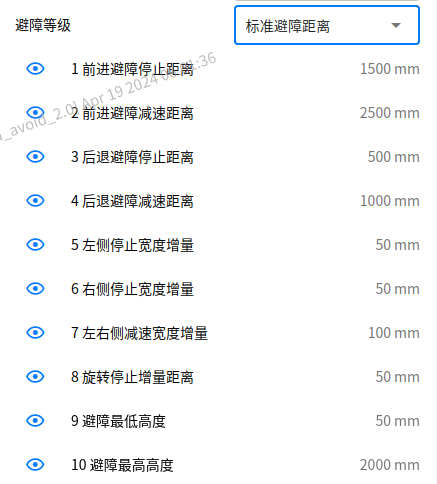 避障等级
标准避障距离
1 前进避障停止距离 1500 mm
2 前进避障减速距离 2500 mm
3 后退避障停止距离 500 mm
4 后退避障减速距离 1000 mm
5 左侧停止宽度增量 50 mm
6 右侧停止宽度增量 50 mm
7 左右侧减速宽度增量 100 mm
8 旋转停止增量距离 50 mm
9 避障最低高度 50 mm
10 避障最高高度 2000 mm
_avoid_2.0] Apr 19 2024